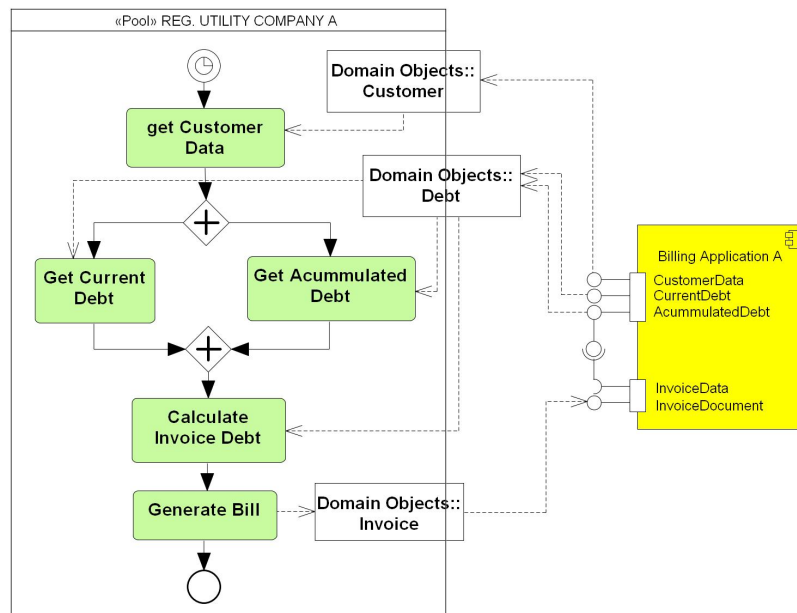 «Pool» REG. UTILITY COMPANY A
Domain Objects::
Customer
get Customer
Data
Domain Objects::
Debt
Get Current
Debt
Get Acummulated
Debt
Billing Application A
CustomerData
CurrentDebt
AcummulatedDebt
InvoiceData
InvoiceDocument
Calculate
Invoice Debt
Generate Bill
Domain Objects::
Invoice